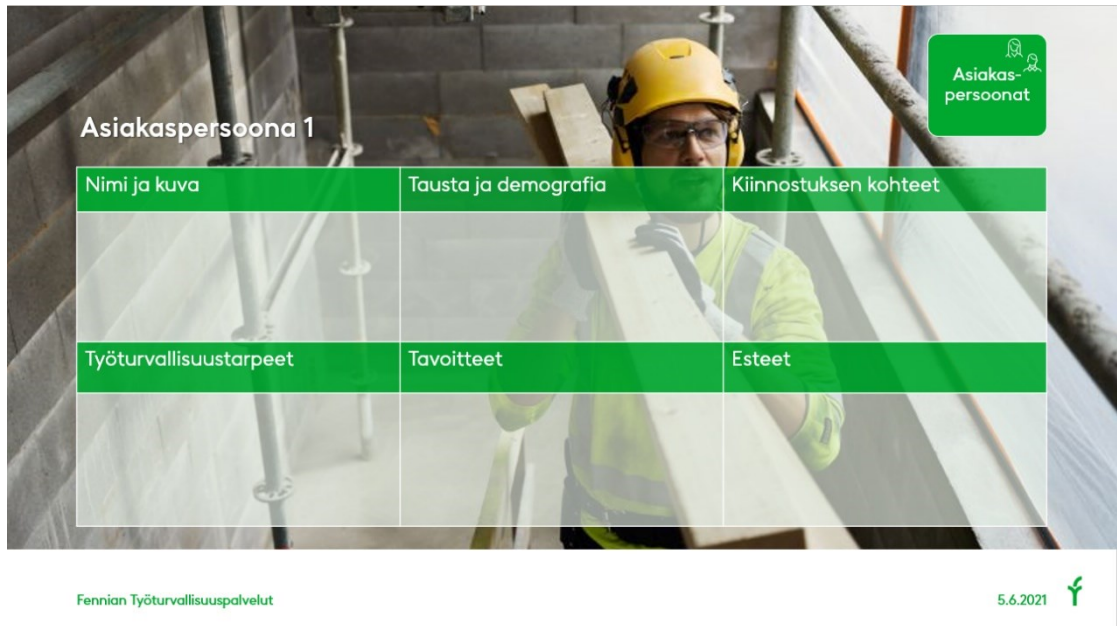 Asiakas-
persoonat
Asiakaspersoona 1
Nimi ja kuva
Tausta ja demografia
Kiinnostuksen kohteet
Työturvallisuustarpeet
Tavoitteet
Esteet
Fennian Työturvallisuuspalvelut
5.6.2021